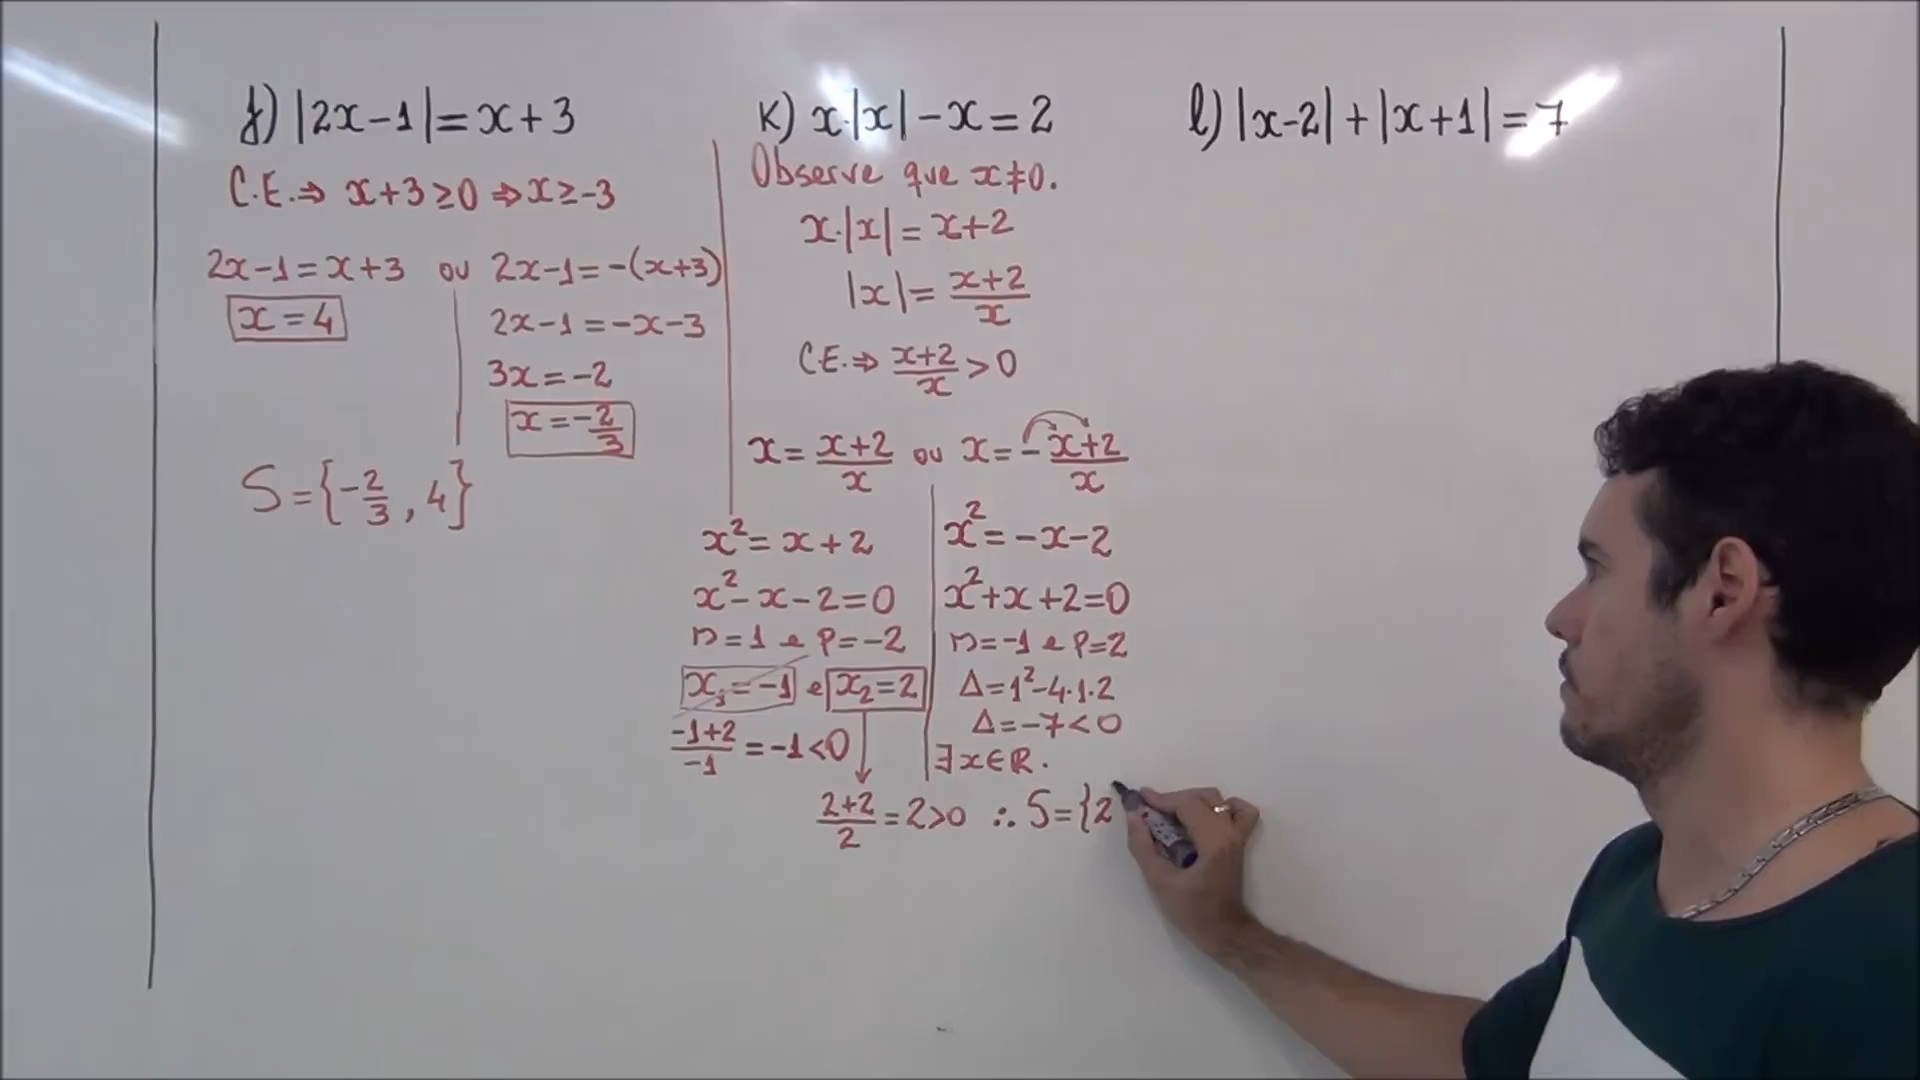 j) |2x-1|=x+3
C.E.⇒ x+3≥0 ⇒ x≥-3
2x-1=x+3 ou 2x-1=-(x+3)
x=4
2x-1=-x-3
3x=-2
x=-2/3
S={-2/3, 4}
k) x·|x|-x=2
Observe que x≠0.
x·|x|=x+2
|x|=(x+2)/x
C.E.⇒ (x+2)/x>0
x=(x+2)/x ou x=-(x+2)/x
x²=x+2
x²-x-2=0
s=1 e p=-2
x₁=-1 e x₂=2
(-1+2)/-1=-1<0
x²=-x-2
x²+x+2=0
s=-1 e p=2
Δ=1²-4·1·2
Δ=-7<0
∃x∈ℝ.
(2+2)/2=2>0 ∴ S={2
l) |x-2|+|x+1|=7